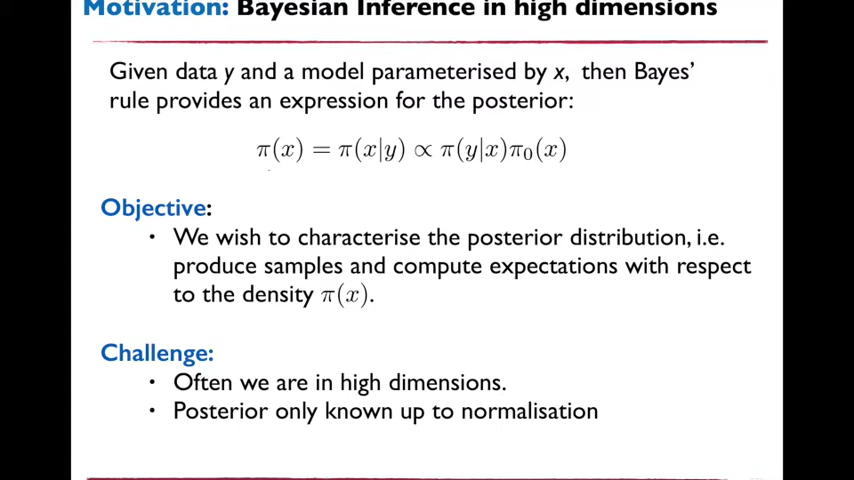 Motivation: Bayesian Inference in high dimensions
Given data y and a model parameterised by x, then Bayes'
rule provides an expression for the posterior:
π(x) = π(x|y) ∝ π(y|x)π₀(x)
Objective:
• We wish to characterise the posterior distribution, i.e.
produce samples and compute expectations with respect
to the density π(x).
Challenge:
• Often we are in high dimensions.
• Posterior only known up to normalisation